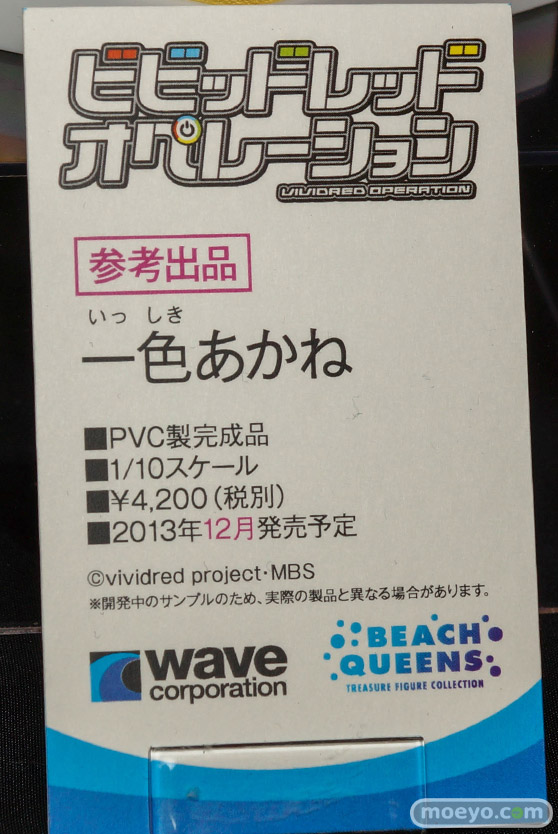 ビビッドレッド
オペレーション
VIVIDRED OPERATION
参考出品
いっしき
一色あかね
■PVC製完成品
■1/10スケール
■¥4,200(税別)
■2013年12月発売予定
©vividred project・MBS
※開発中のサンプルのため、実際の製品と異なる場合があります。
wave
corporation
BEACH
QUEENS
TREASURE FIGURE COLLECTION
moeyo.com